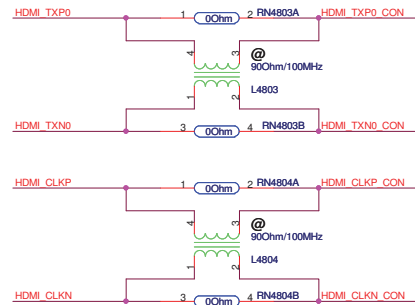 HDMI_TXP0 1 0Ohm 2 RN4803A HDMI_TXP0_CON
4 3 @
90Ohm/100MHz
1 2 L4803
HDMI_TXN0 3 0Ohm 4 RN4803B HDMI_TXN0_CON
HDMI_CLKP 1 0Ohm 2 RN4804A HDMI_CLKP_CON
4 3 @
90Ohm/100MHz
1 2 L4804
HDMI_CLKN 3 0Ohm 4 RN4804B HDMI_CLKN_CON